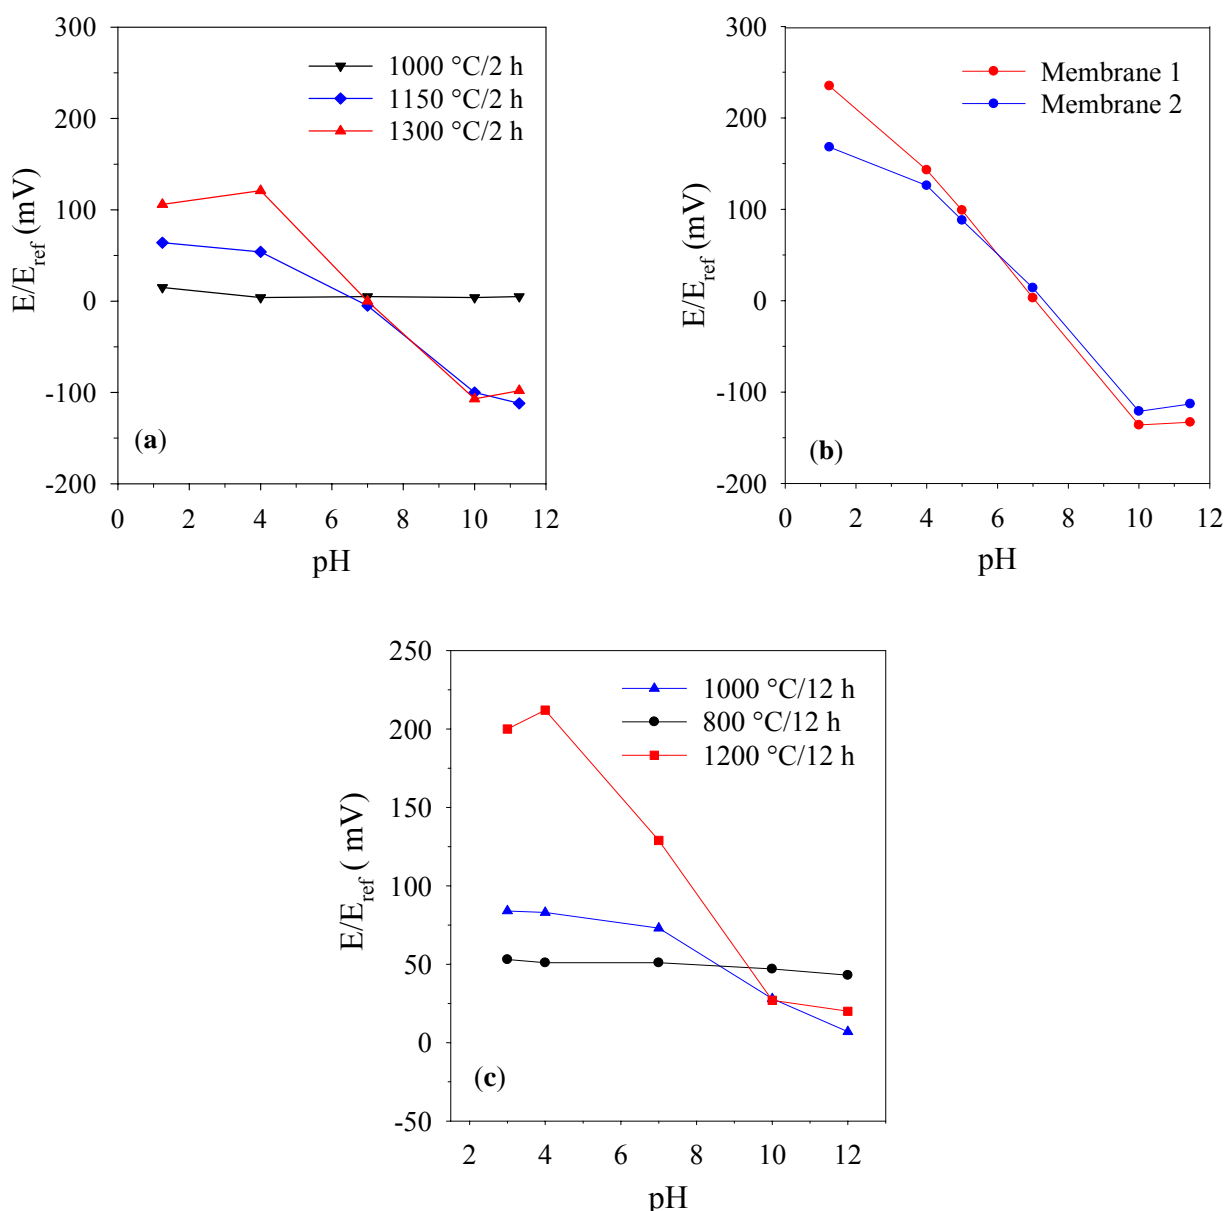 300
200
100
0
-100
-200
E/E_ref (mV)
1000 °C/2 h
1150 °C/2 h
1300 °C/2 h
(a)
0 2 4 6 8 10 12
pH
300
200
100
0
-100
-200
E/E_ref (mV)
Membrane 1
Membrane 2
(b)
0 2 4 6 8 10 12
pH
250
200
150
100
50
0
-50
E/E_ref ( mV)
1000 °C/12 h
800 °C/12 h
1200 °C/12 h
(c)
2 4 6 8 10 12
pH